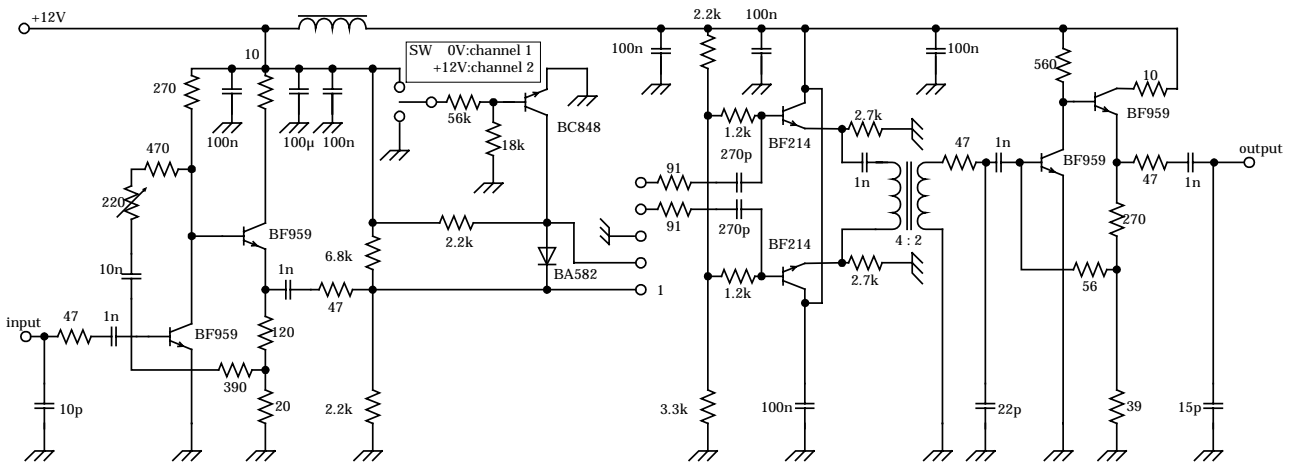 +12V
2.2k
100n
100n
100n
SW 0V:channel 1
+12V:channel 2
10
560
10
270
56k
BC848
BF959
100n
100µ
100n
18k
1.2k
BF214
2.7k
270p
470
91
1n
47
1n
BF959
output
47
1n
220
91
270p
BF959
2.2k
BF214
4 : 2
270
10n
6.8k
BA582
56
1n
47
1
1.2k
2.7k
input
47
1n
BF959
120
390
10p
20
2.2k
3.3k
100n
22p
39
15p